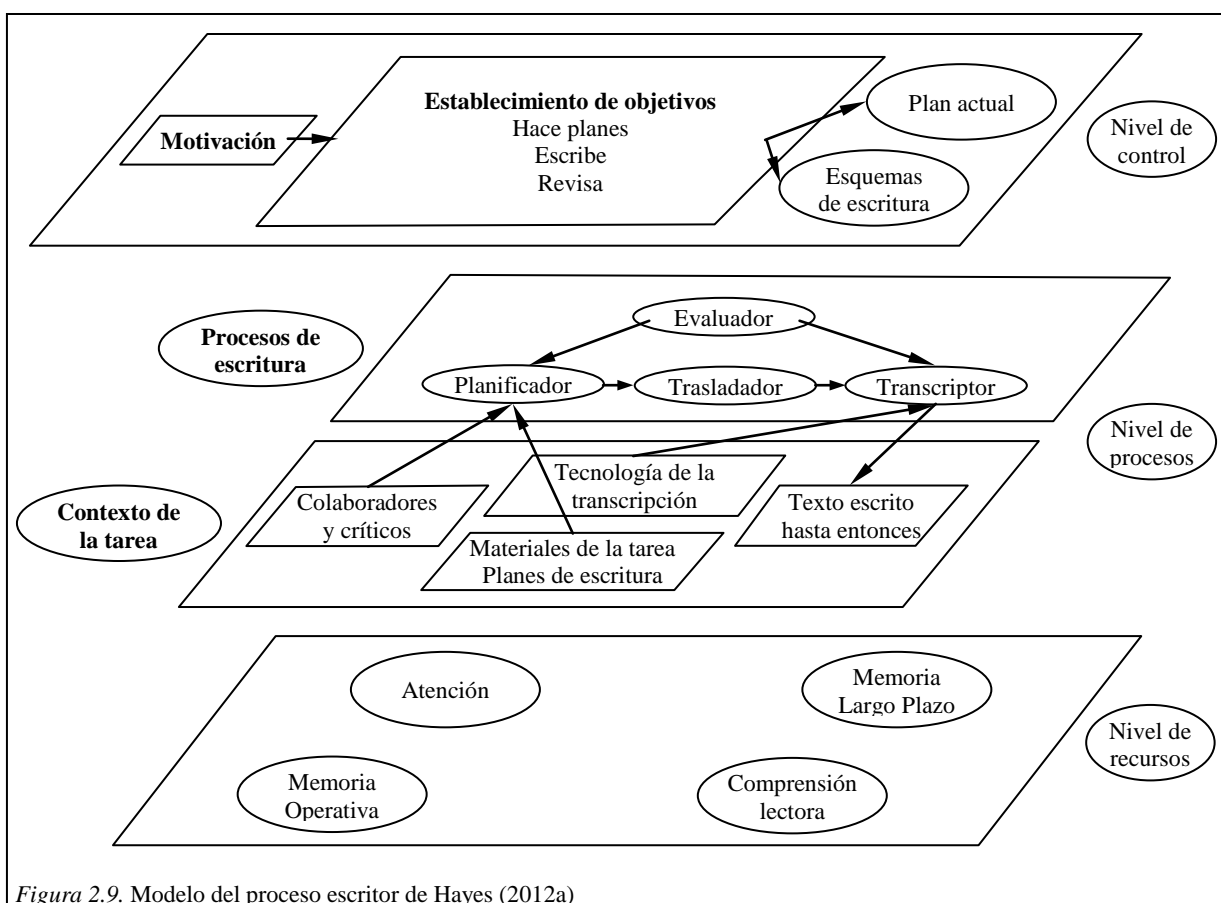 Establecimiento de objetivos
Hace planes
Escribe
Revisa
Motivación
Plan actual
Esquemas
de escritura
Nivel de
control
Procesos de
escritura
Evaluador
Planificador
Trasladador
Transcriptor
Nivel de
procesos
Contexto de
la tarea
Colaboradores
y críticos
Tecnología de la
transcripción
Materiales de la tarea
Planes de escritura
Texto escrito
hasta entonces
Atención
Memoria
Largo Plazo
Memoria
Operativa
Comprensión
lectora
Nivel de
recursos
Figura 2.9. Modelo del proceso escritor de Hayes (2012a)